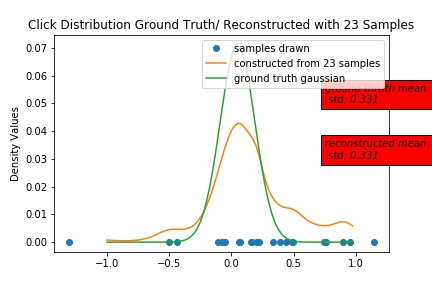 Click Distribution Ground Truth/ Reconstructed with 23 Samples
samples drawn
constructed from 23 samples
ground truth gaussian
mean:
std: 0.331
reconstructed mean:
std: 0.331
Density Values
0.07
0.06
0.05
0.04
0.03
0.02
0.01
0.00
−1.0
−0.5
0.0
0.5
1.0